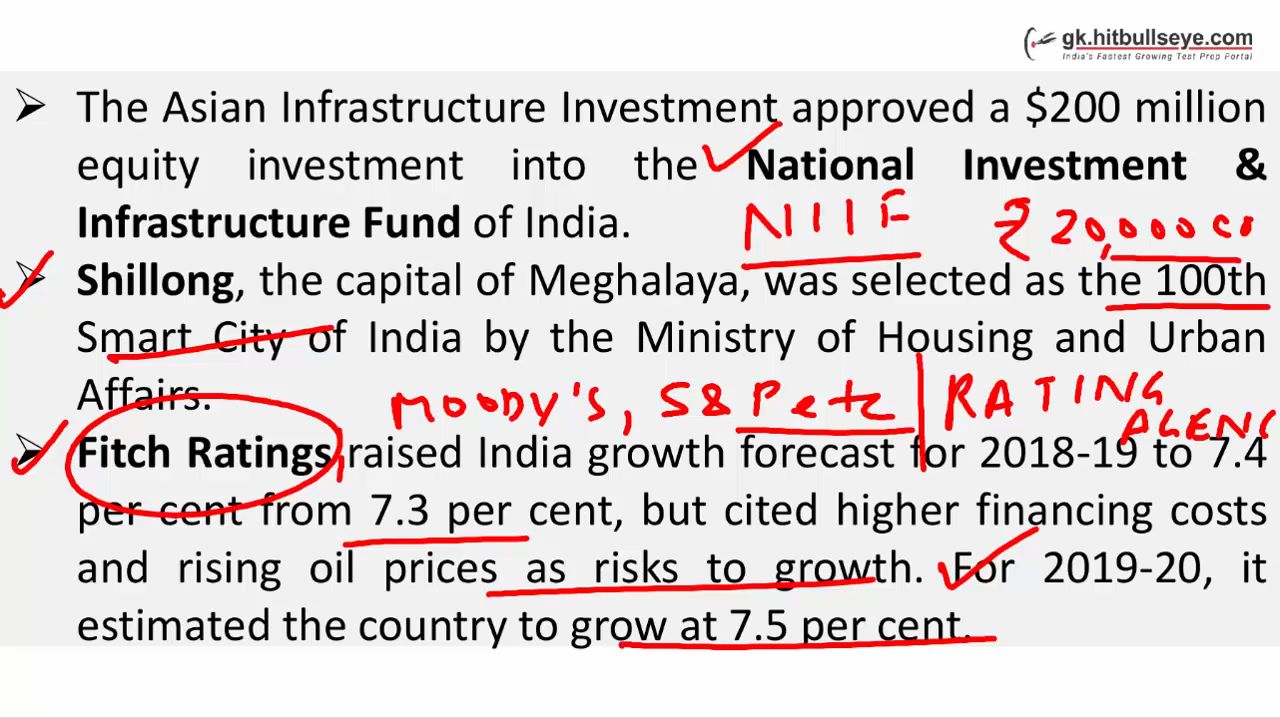 gk.hitbullseye.com
India's Fastest Growing Test Prep Portal
➢ The Asian Infrastructure Investment approved a $200 million
equity investment into the National Investment &
Infrastructure Fund of India.
NIIF ₹ 20,000 cr
➢ Shillong, the capital of Meghalaya, was selected as the 100th
Smart City of India by the Ministry of Housing and Urban
Affairs.
MOODY'S, S&P etc | RATING
AGENC
➢ Fitch Ratings, raised India growth forecast for 2018-19 to 7.4
per cent from 7.3 per cent, but cited higher financing costs
and rising oil prices as risks to growth. For 2019-20, it
estimated the country to grow at 7.5 per cent.